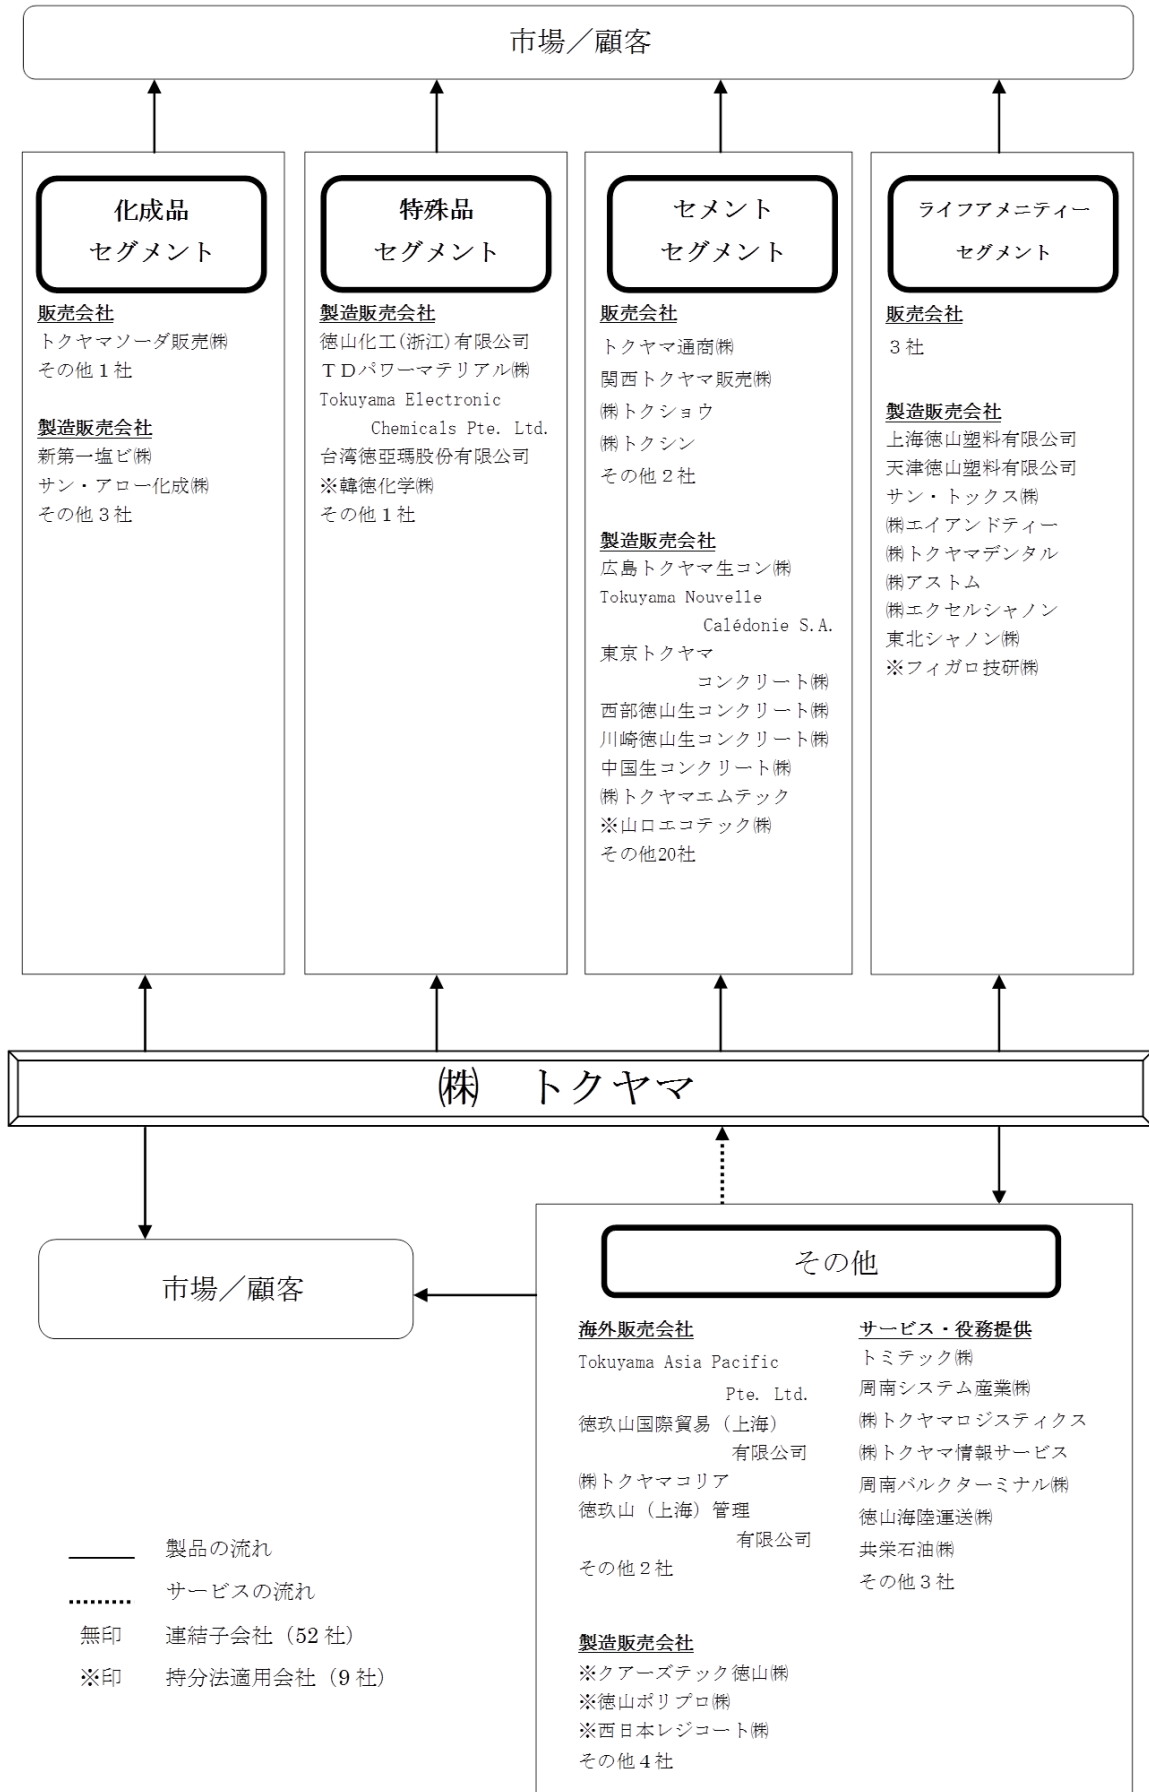 市場／顧客
化成品
セグメント
販売会社
トクヤマソーダ販売㈱
その他１社
製造販売会社
新第一塩ビ㈱
サン・アロー化成㈱
その他３社
特殊品
セグメント
製造販売会社
徳山化工(浙江)有限公司
ＴＤパワーマテリアル㈱
Tokuyama Electronic
Chemicals Pte. Ltd.
台湾徳亞瑪股份有限公司
※韓徳化学㈱
その他１社
セメント
セグメント
販売会社
トクヤマ通商㈱
関西トクヤマ販売㈱
㈱トクショウ
㈱トクシン
その他２社
製造販売会社
広島トクヤマ生コン㈱
Tokuyama Nouvelle
Calédonie S.A.
東京トクヤマ
コンクリート㈱
西部徳山生コンクリート㈱
川崎徳山生コンクリート㈱
中国生コンクリート㈱
㈱トクヤマエムテック
※山口エコテック㈱
その他20社
ライフアメニティー
セグメント
販売会社
３社
製造販売会社
上海徳山塑料有限公司
天津徳山塑料有限公司
サン・トックス㈱
㈱エイアンドティー
㈱トクヤマデンタル
㈱アストム
㈱エクセルシャノン
東北シャノン㈱
※フィガロ技研㈱
㈱　トクヤマ
市場／顧客
その他
海外販売会社
Tokuyama Asia Pacific
Pte. Ltd.
徳玖山国際貿易（上海）
有限公司
㈱トクヤマコリア
徳玖山（上海）管理
有限公司
その他２社
製造販売会社
※クアーズテック徳山㈱
※徳山ポリプロ㈱
※西日本レジコート㈱
その他４社
サービス・役務提供
トミテック㈱
周南システム産業㈱
㈱トクヤマロジスティクス
㈱トクヤマ情報サービス
周南バルクターミナル㈱
徳山海陸運送㈱
共栄石油㈱
その他３社
製品の流れ
サービスの流れ
無印　連結子会社（52 社）
※印　持分法適用会社（9 社）